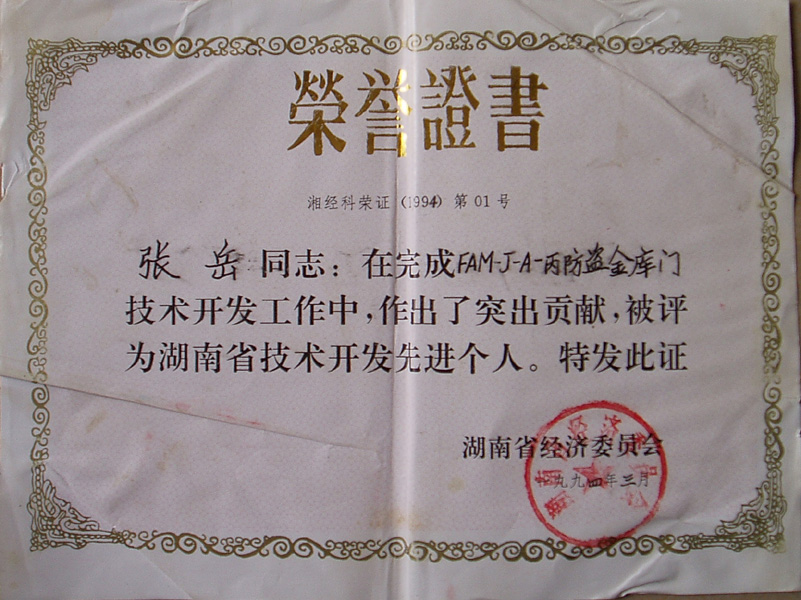 榮誉證書
湘经科荣证（1994）第01号
张岳同志：在完成FAM-J-A-丙防盗金库门
技术开发工作中，作出了突出贡献，被评
为湖南省技术开发先进个人。特发此证
湖南省经济委员会
一九九四年三月